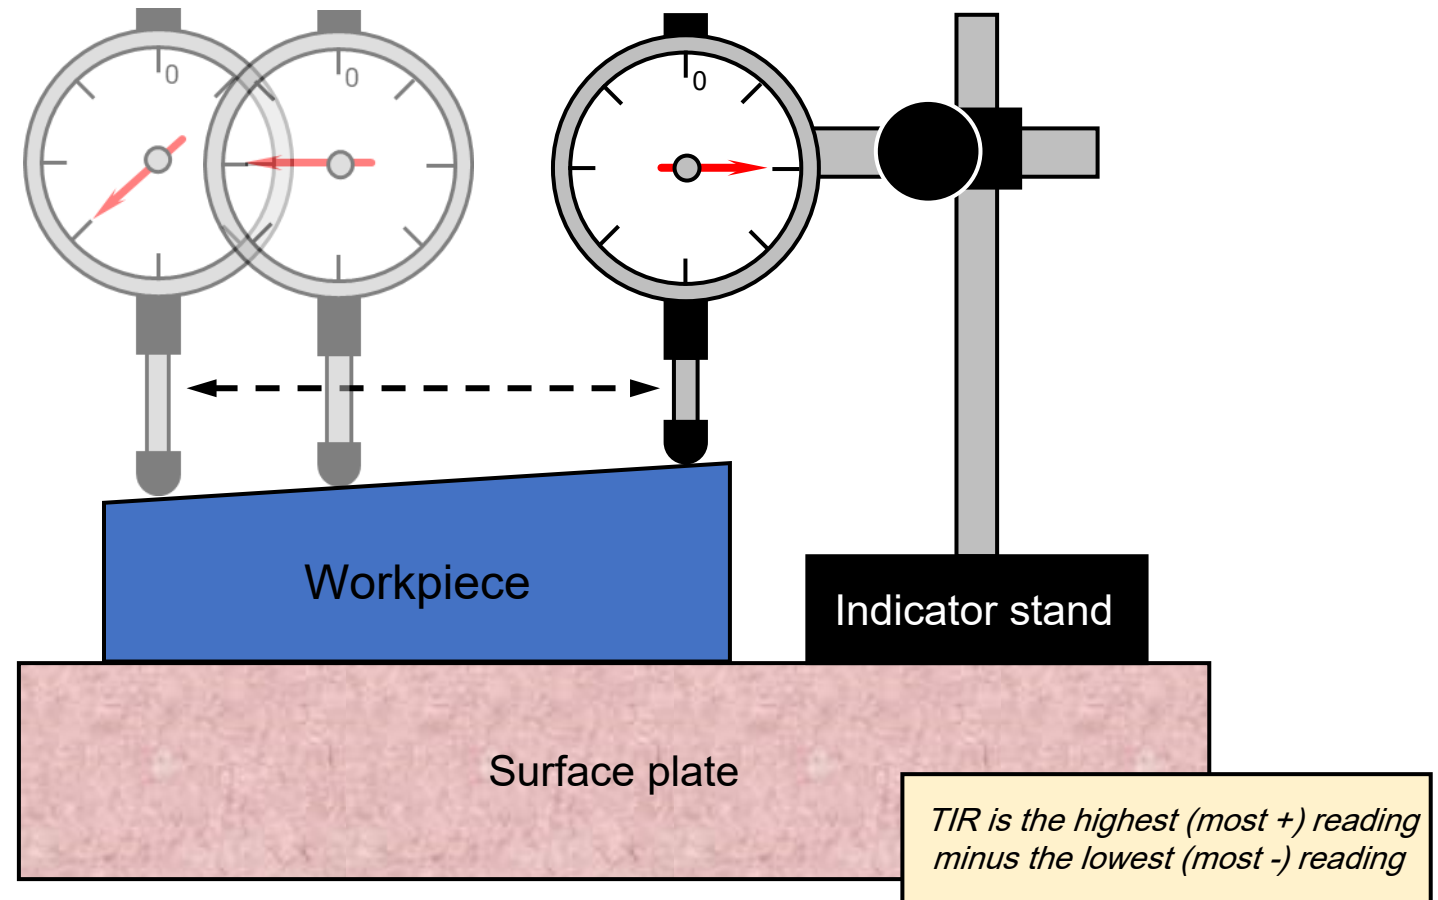 0
0
0
Workpiece
Indicator stand
Surface plate
TIR is the highest (most +) reading
minus the lowest (most -) reading